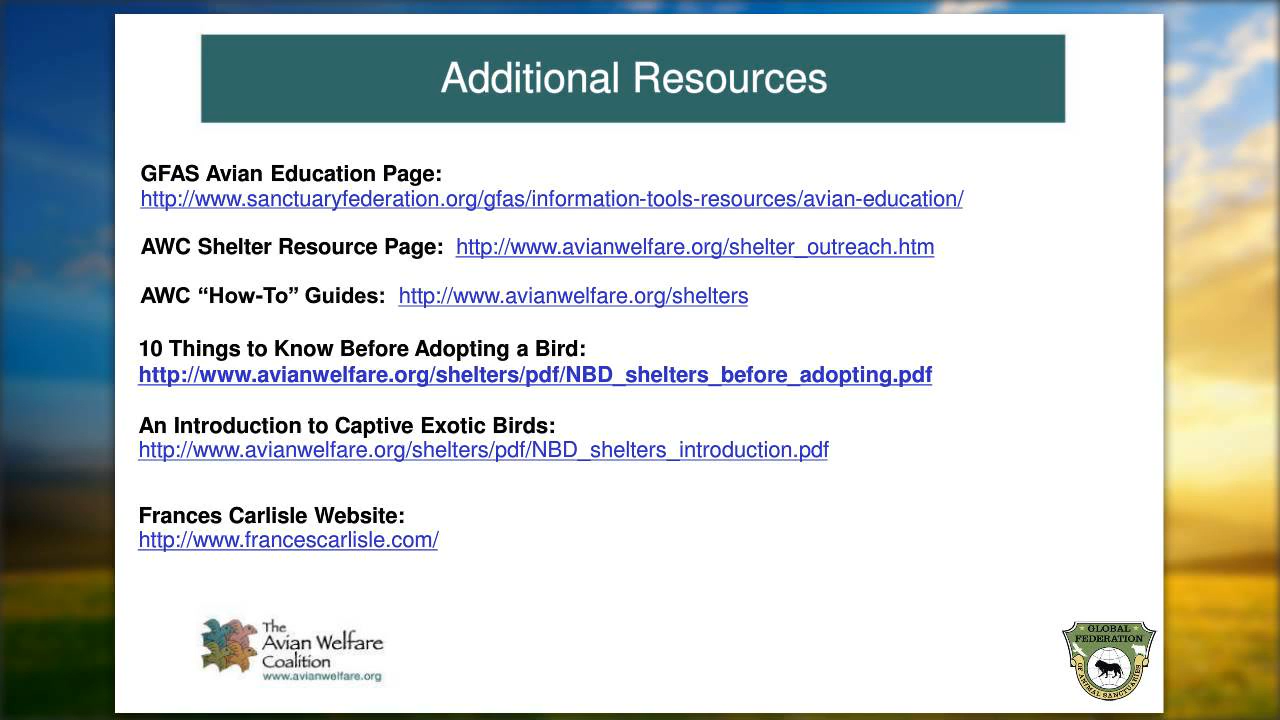 Additional Resources
GFAS Avian Education Page:
http://www.sanctuaryfederation.org/gfas/information-tools-resources/avian-education/
AWC Shelter Resource Page: http://www.avianwelfare.org/shelter_outreach.htm
AWC “How-To” Guides: http://www.avianwelfare.org/shelters
10 Things to Know Before Adopting a Bird:
http://www.avianwelfare.org/shelters/pdf/NBD_shelters_before_adopting.pdf
An Introduction to Captive Exotic Birds:
http://www.avianwelfare.org/shelters/pdf/NBD_shelters_introduction.pdf
Frances Carlisle Website:
http://www.francescarlisle.com/
The
Avian Welfare
Coalition
www.avianwelfare.org
GLOBAL
FEDERATION
OF ANIMAL SANCTUARIES